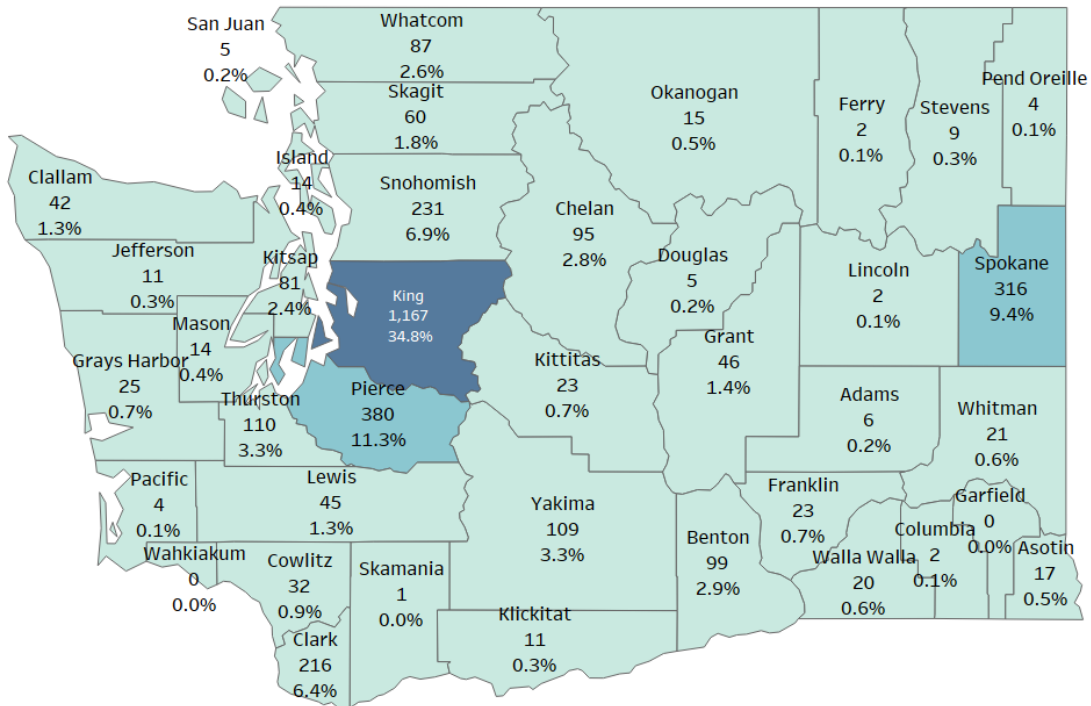 San Juan
5
0.2%
Whatcom
87
2.6%
Skagit
60
1.8%
Okanogan
15
0.5%
Ferry
2
0.1%
Stevens
9
0.3%
Pend Oreille
4
0.1%
Clallam
42
1.3%
Island
14
0.4%
Snohomish
231
6.9%
Chelan
95
2.8%
Jefferson
11
0.3%
Kitsap
81
2.4%
Douglas
5
0.2%
Lincoln
2
0.1%
Spokane
316
9.4%
King
1,167
34.8%
Mason
14
0.4%
Grays Harbor
25
0.7%
Grant
46
1.4%
Kittitas
23
0.7%
Thurston
110
3.3%
Pierce
380
11.3%
Adams
6
0.2%
Whitman
21
0.6%
Pacific
4
0.1%
Lewis
45
1.3%
Yakima
109
3.3%
Franklin
23
0.7%
Garfield
0
0.0%
Benton
99
2.9%
Columbia
2
0.1%
Walla Walla
20
0.6%
Asotin
17
0.5%
Wahkiakum
0
0.0%
Cowlitz
32
0.9%
Skamania
1
0.0%
Klickitat
11
0.3%
Clark
216
6.4%